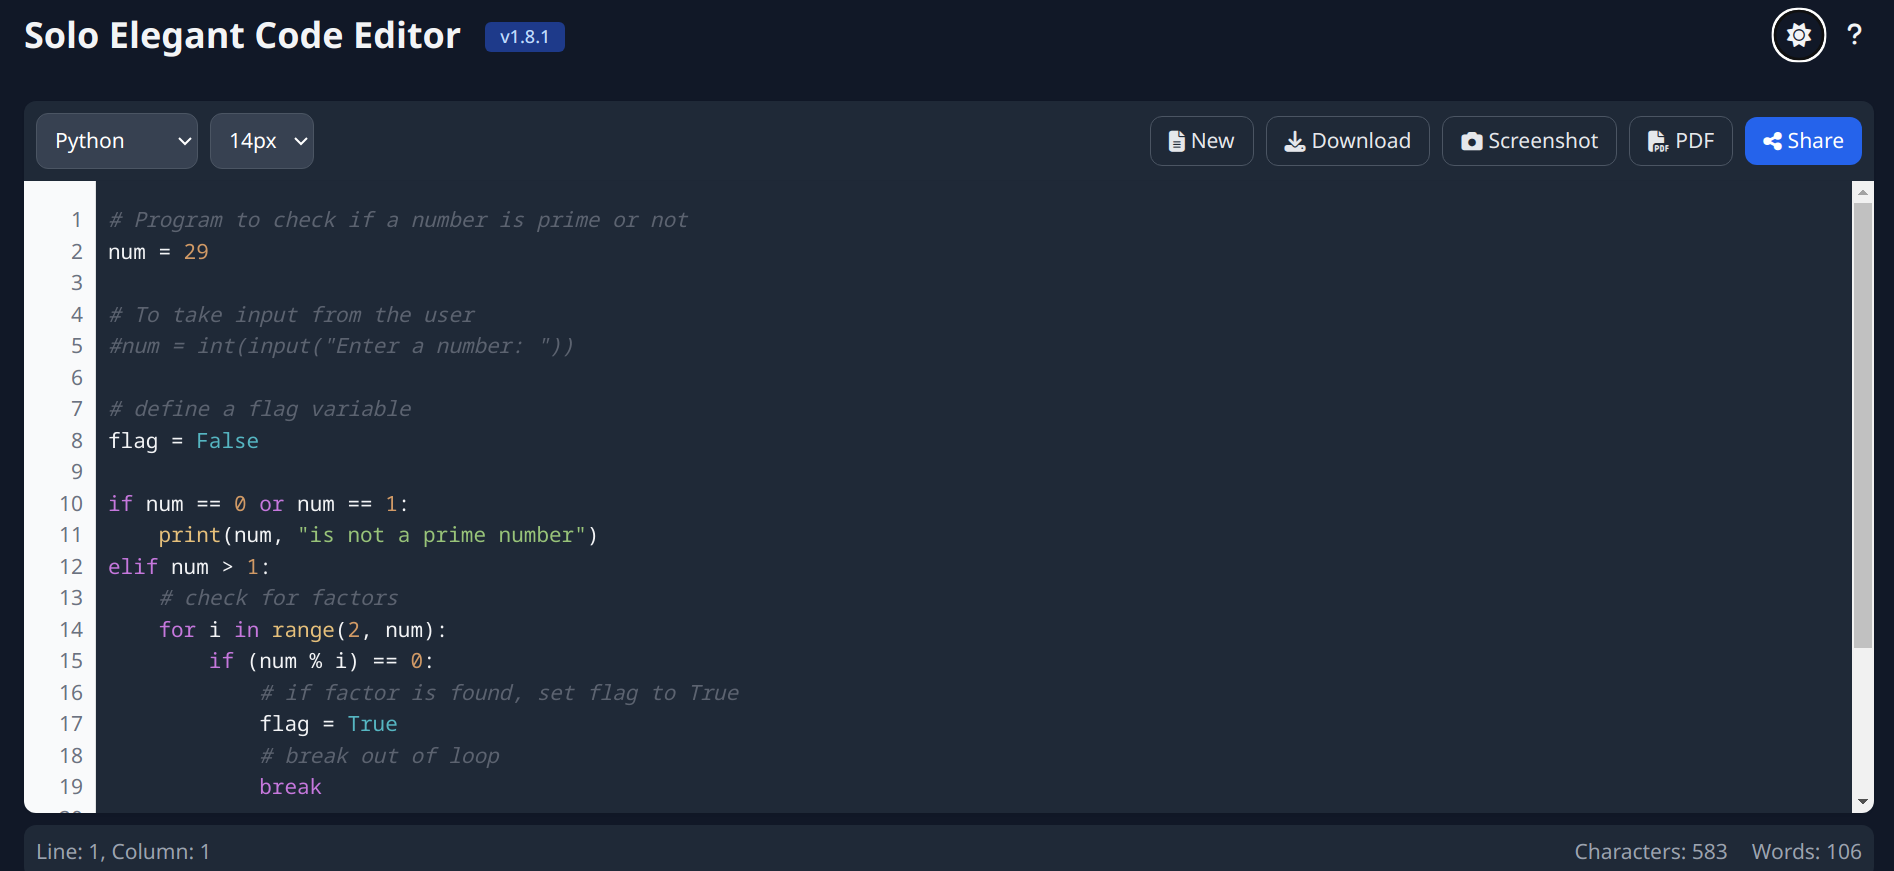 Solo Elegant Code Editor v1.8.1 ?
Python 14px New Download Screenshot PDF Share
1 # Program to check if a number is prime or not
2 num = 29
3
4 # To take input from the user
5 #num = int(input("Enter a number: "))
6
7 # define a flag variable
8 flag = False
9
10 if num == 0 or num == 1:
11     print(num, "is not a prime number")
12 elif num > 1:
13     # check for factors
14     for i in range(2, num):
15         if (num % i) == 0:
16             # if factor is found, set flag to True
17             flag = True
18             # break out of loop
19             break
Line: 1, Column: 1 Characters: 583 Words: 106